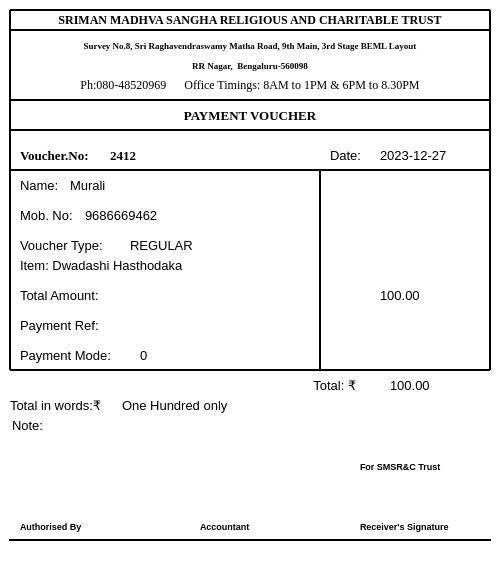 SRIMAN MADHVA SANGHA RELIGIOUS AND CHARITABLE TRUST
Survey No.8, Sri Raghavendraswamy Matha Road, 9th Main, 3rd Stage BEML Layout
RR Nagar, Bengaluru-560098
Ph:080-48520969 Office Timings: 8AM to 1PM & 6PM to 8.30PM
PAYMENT VOUCHER
Voucher.No: 2412 Date: 2023-12-27
Name: Murali
Mob. No: 9686669462
Voucher Type: REGULAR
Item: Dwadashi Hasthodaka
Total Amount: 100.00
Payment Ref:
Payment Mode: 0
Total: ₹ 100.00
Total in words:₹ One Hundred only
Note:
For SMSR&C Trust
Authorised By Accountant Receiver's Signature